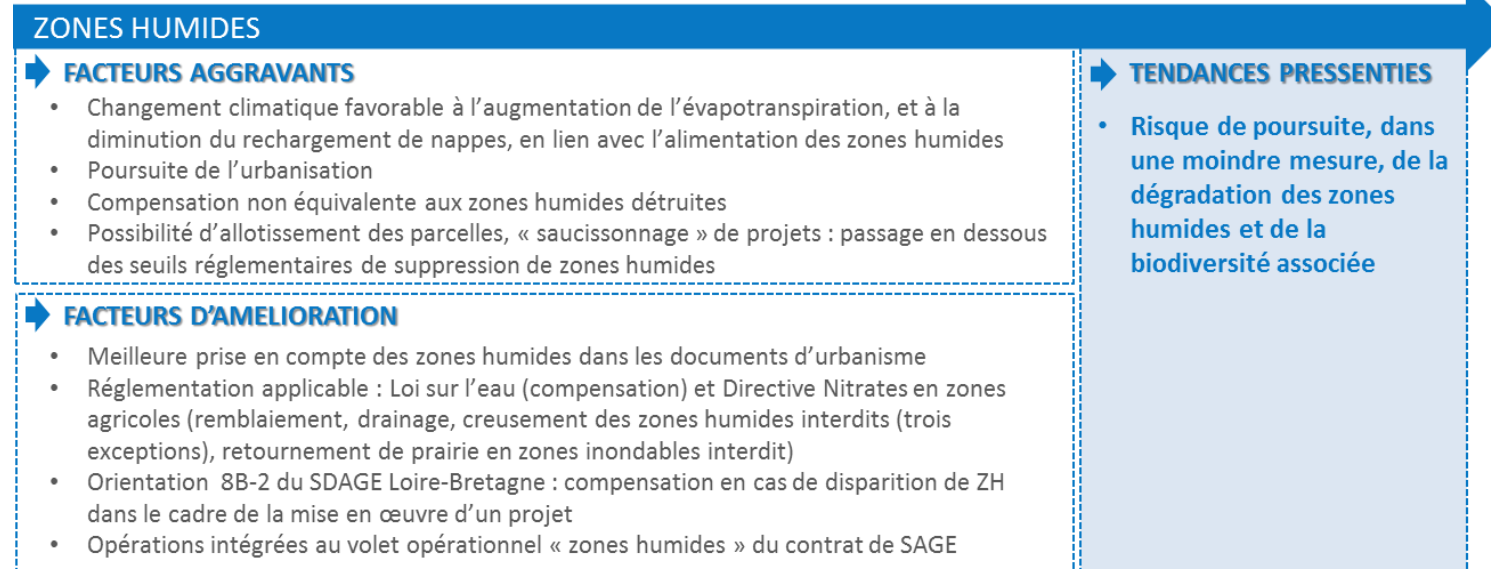 ZONES HUMIDES
FACTEURS AGGRAVANTS
• Changement climatique favorable à l’augmentation de l’évapotranspiration, et à la
diminution du rechargement de nappes, en lien avec l’alimentation des zones humides
• Poursuite de l’urbanisation
• Compensation non équivalente aux zones humides détruites
• Possibilité d’allotissement des parcelles, « saucissonnage » de projets : passage en dessous
des seuils réglementaires de suppression de zones humides
FACTEURS D’AMELIORATION
• Meilleure prise en compte des zones humides dans les documents d’urbanisme
• Réglementation applicable : Loi sur l’eau (compensation) et Directive Nitrates en zones
agricoles (remblaiement, drainage, creusement des zones humides interdits (trois
exceptions), retournement de prairie en zones inondables interdit)
• Orientation 8B-2 du SDAGE Loire-Bretagne : compensation en cas de disparition de ZH
dans le cadre de la mise en œuvre d’un projet
• Opérations intégrées au volet opérationnel « zones humides » du contrat de SAGE
TENDANCES PRESSENTIES
• Risque de poursuite, dans
une moindre mesure, de la
dégradation des zones
humides et de la
biodiversité associée